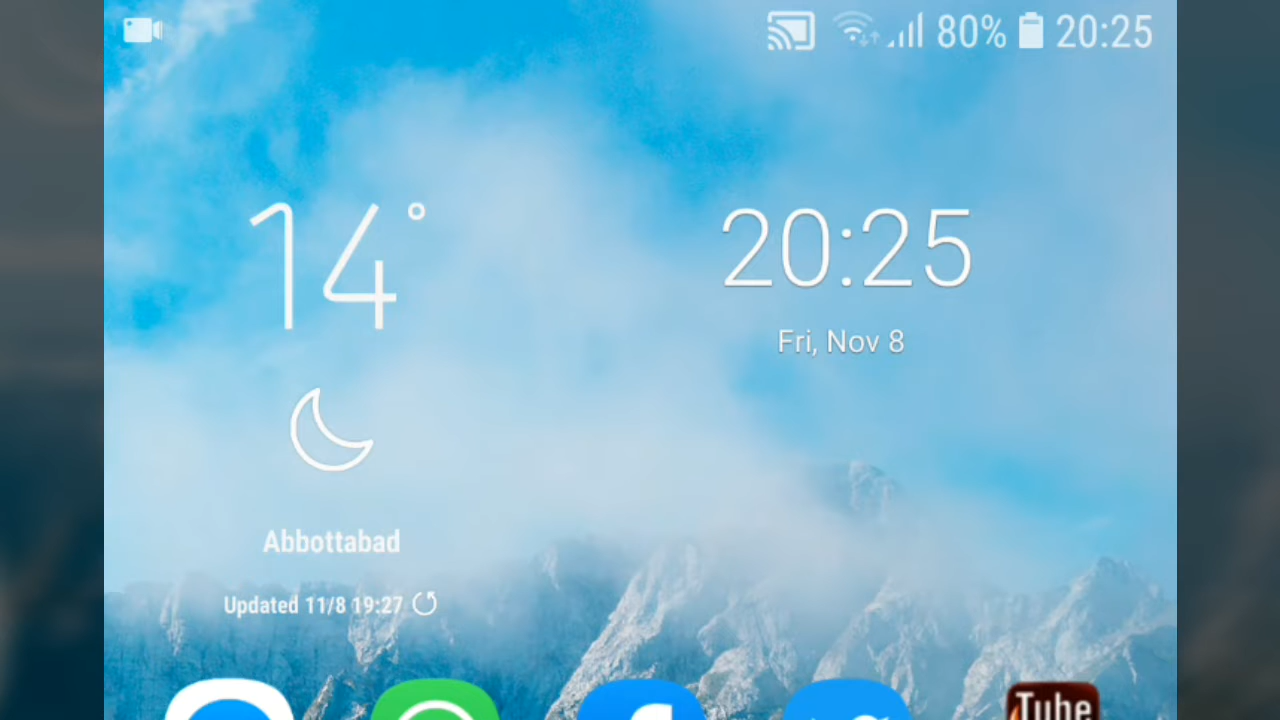 80% 20:25
14°
20:25
Fri, Nov 8
Abbottabad
Updated 11/8 19:27
Tube